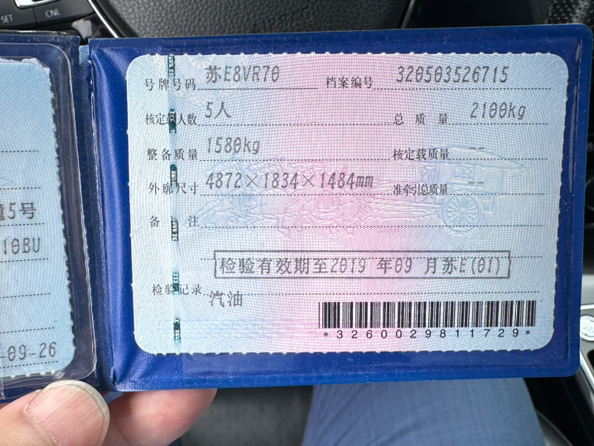 SET CNL
号牌号码 苏E8VR70 档案编号 320503526715
核定载人数 5人 总质量 2100kg
整备质量 1580kg 核定载质量 --
外廓尺寸 4872×1834×1484mm 准牵引总质量 --
备注
检验有效期至2019年09月苏E(01)
检验记录
汽油
*3260029811729*
5号
10BU
-09-26